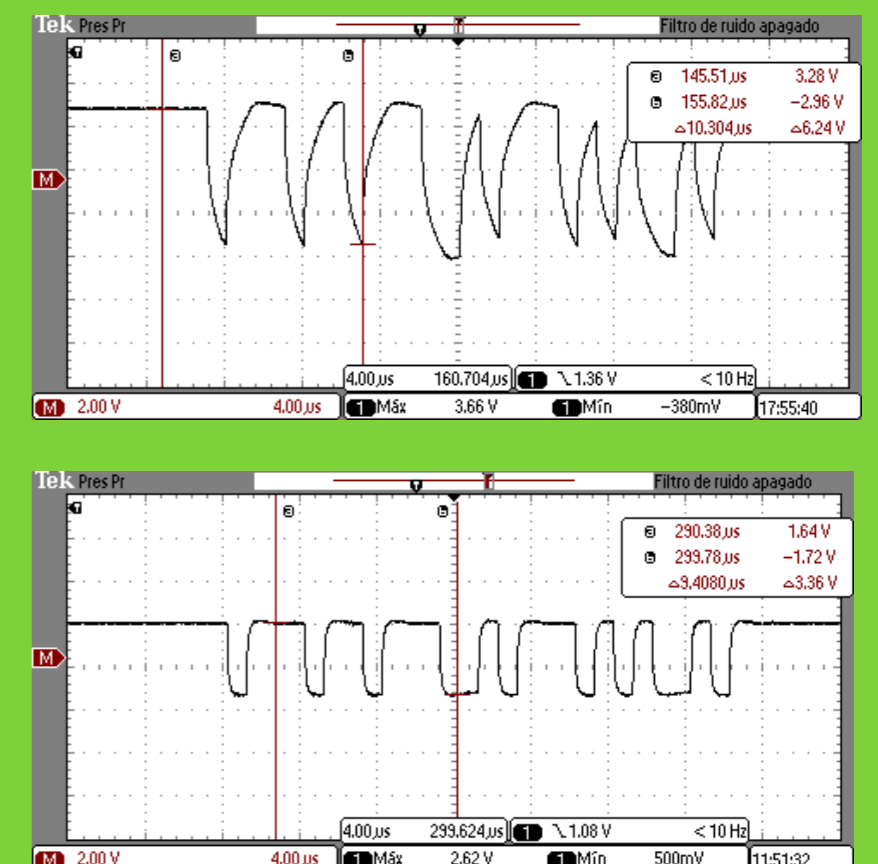 Tek Pres Pr Filtro de ruido apagado
a b
a 145.51µs 3.28 V
b 155.82µs −2.96 V
△10.304µs △6.24 V
M
4.00µs 160.704µs 1 1.36 V < 10 Hz
M 2.00 V 4.00µs 1 Máx 3.66 V 1 Mín −380mV 17:55:40
Tek Pres Pr Filtro de ruido apagado
a b
a 290.38µs 1.64 V
b 299.78µs −1.72 V
△9.4080µs △3.36 V
M
4.00µs 299.624µs 1 1.08 V < 10 Hz
M 2.00 V 4.00µs 1 Máx 2.62 V 1 Mín 500mV 11:51:32